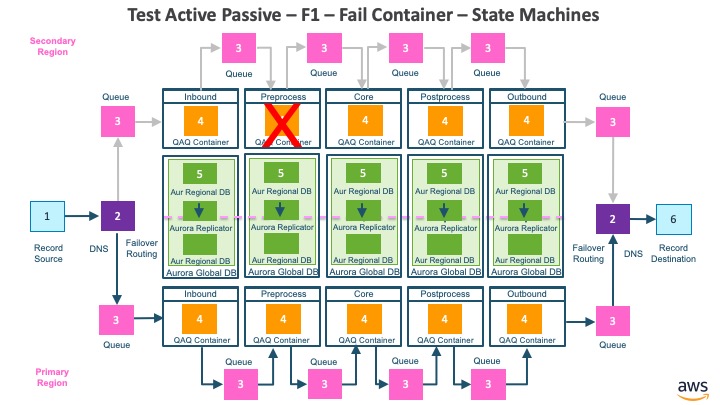 Test Active Passive – F1 – Fail Container – State Machines
Secondary
Region
3
3
3
3
Queue
Queue
Queue
Queue
Queue
Inbound
Preprocess
Core
Postprocess
Outbound
Queue
3
4
4
4
4
3
QAQ Container
QAQ Container
QAQ Container
QAQ Container
QAQ Container
5
5
5
5
5
Aur Regional DB
Aur Regional DB
Aur Regional DB
Aur Regional DB
Aur Regional DB
1
2
2
6
Aurora Replicator
Aurora Replicator
Aurora Replicator
Aurora Replicator
Aurora Replicator
Record
Source
DNS
Failover
Routing
Failover
Routing
DNS
Record
Destination
Aur Regional DB
Aur Regional DB
Aur Regional DB
Aur Regional DB
Aur Regional DB
Aurora Global DB
Aurora Global DB
Aurora Global DB
Aurora Global DB
Aurora Global DB
Inbound
Preprocess
Core
Postprocess
Outbound
3
4
4
4
4
4
3
Queue
QAQ Container
QAQ Container
QAQ Container
QAQ Container
QAQ Container
Queue
Primary
Region
Queue
Queue
Queue
Queue
3
3
3
3
aws